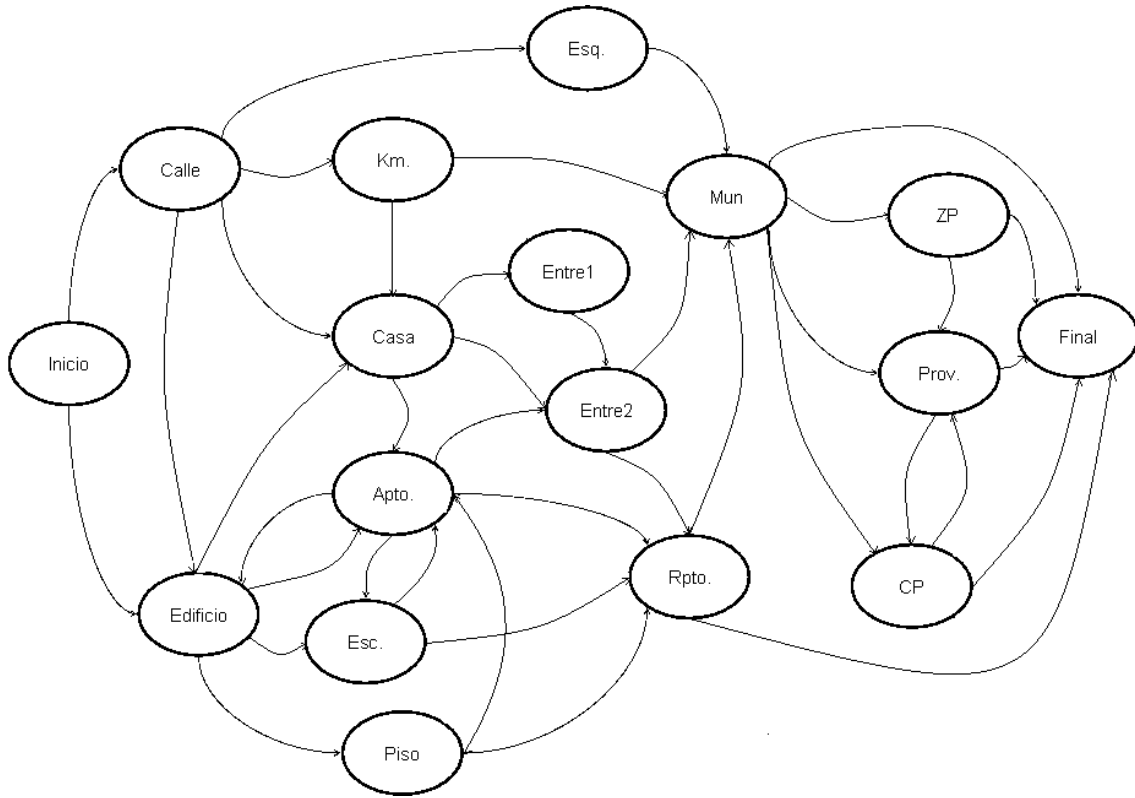 Esq.
Calle
Km.
Mun
ZP
Entre1
Casa
Final
Inicio
Prov.
Entre2
Apto.
Rpto.
CP
Edificio
Esc.
Piso